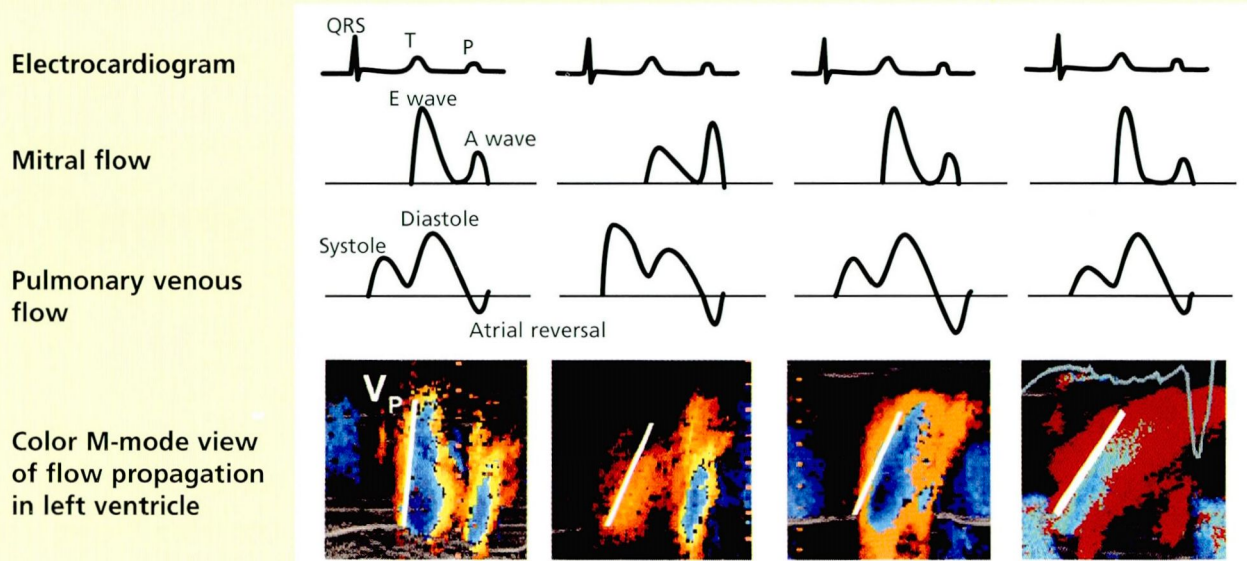 QRS
T
P
Electrocardiogram
E wave
A wave
Mitral flow
Diastole
Systole
Pulmonary venous
flow
Atrial reversal
VP
Color M-mode view
of flow propagation
in left ventricle